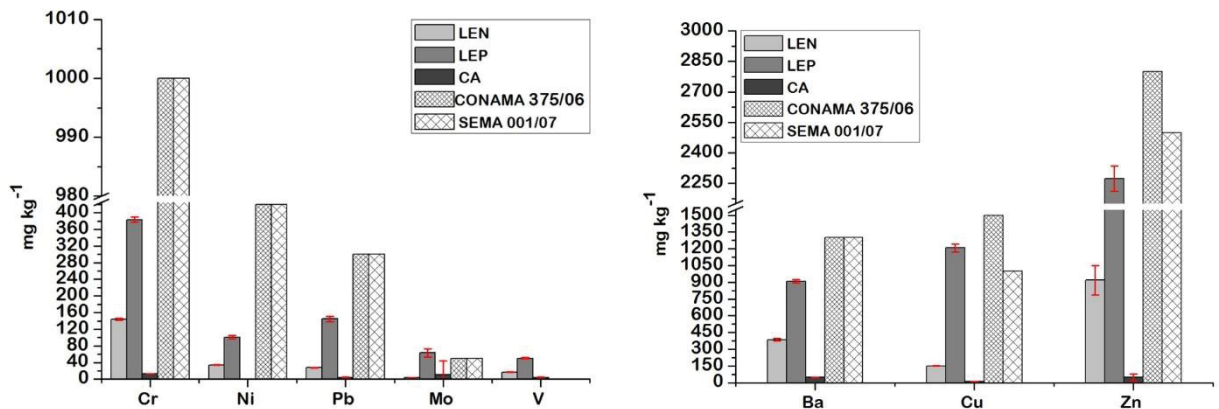 1010
1000
990
980
400
360
320
280
240
200
160
120
80
40
0
mg kg-1
LEN
LEP
CA
CONAMA 375/06
SEMA 001/07
Cr Ni Pb Mo V
3000
2850
2700
2550
2400
2250
1500
1350
1200
1050
900
750
600
450
300
150
0
mg kg-1
LEN
LEP
CA
CONAMA 375/06
SEMA 001/07
Ba Cu Zn